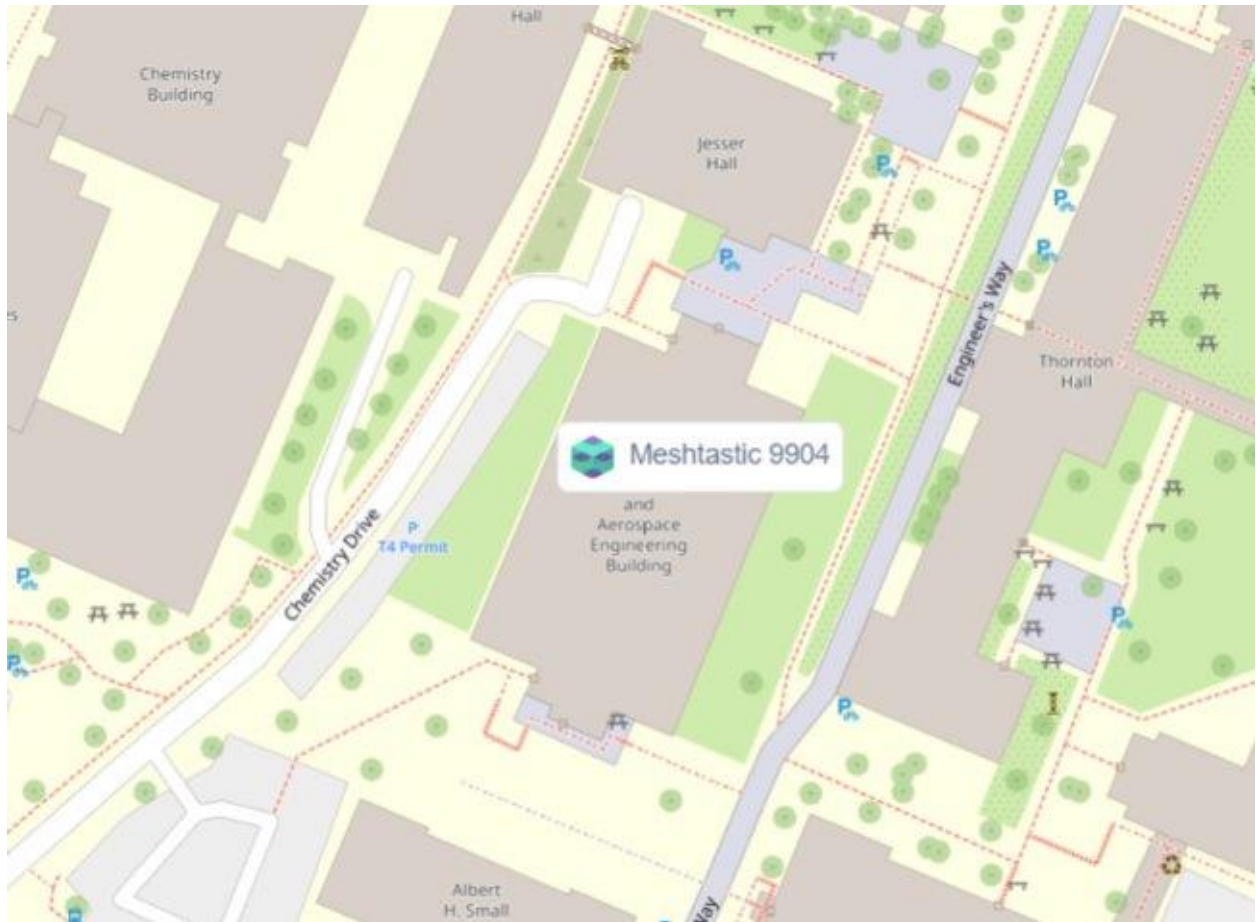 Hall
Chemistry
Building
Jesser
Hall
Engineer's Way
Thornton
Hall
Meshtastic 9904
and
Aerospace
Engineering
Building
P
T4 Permit
Chemistry Drive
Albert
H. Small
Way
es
P
P
P
P
P
P
P
P
P